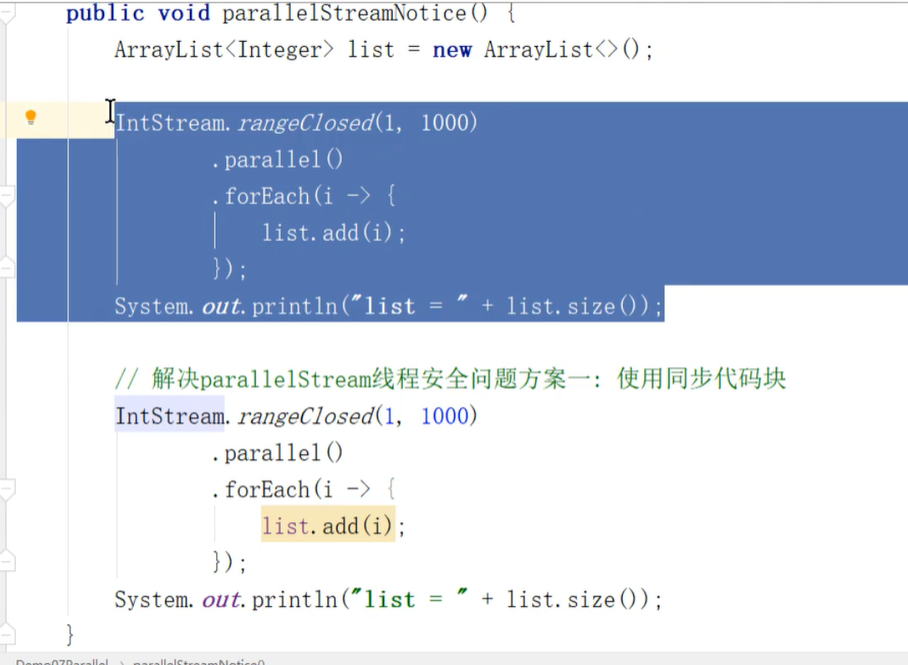 public void parallelStreamNotice() {
ArrayList<Integer> list = new ArrayList<>();
IntStream.rangeClosed(1, 1000)
.parallel()
.forEach(i -> {
list.add(i);
});
System.out.println("list = " + list.size());
// 解决parallelStream线程安全问题方案一: 使用同步代码块
IntStream.rangeClosed(1, 1000)
.parallel()
.forEach(i -> {
list.add(i);
});
System.out.println("list = " + list.size());
}
Demo07Parallel > parallelStreamNotice()